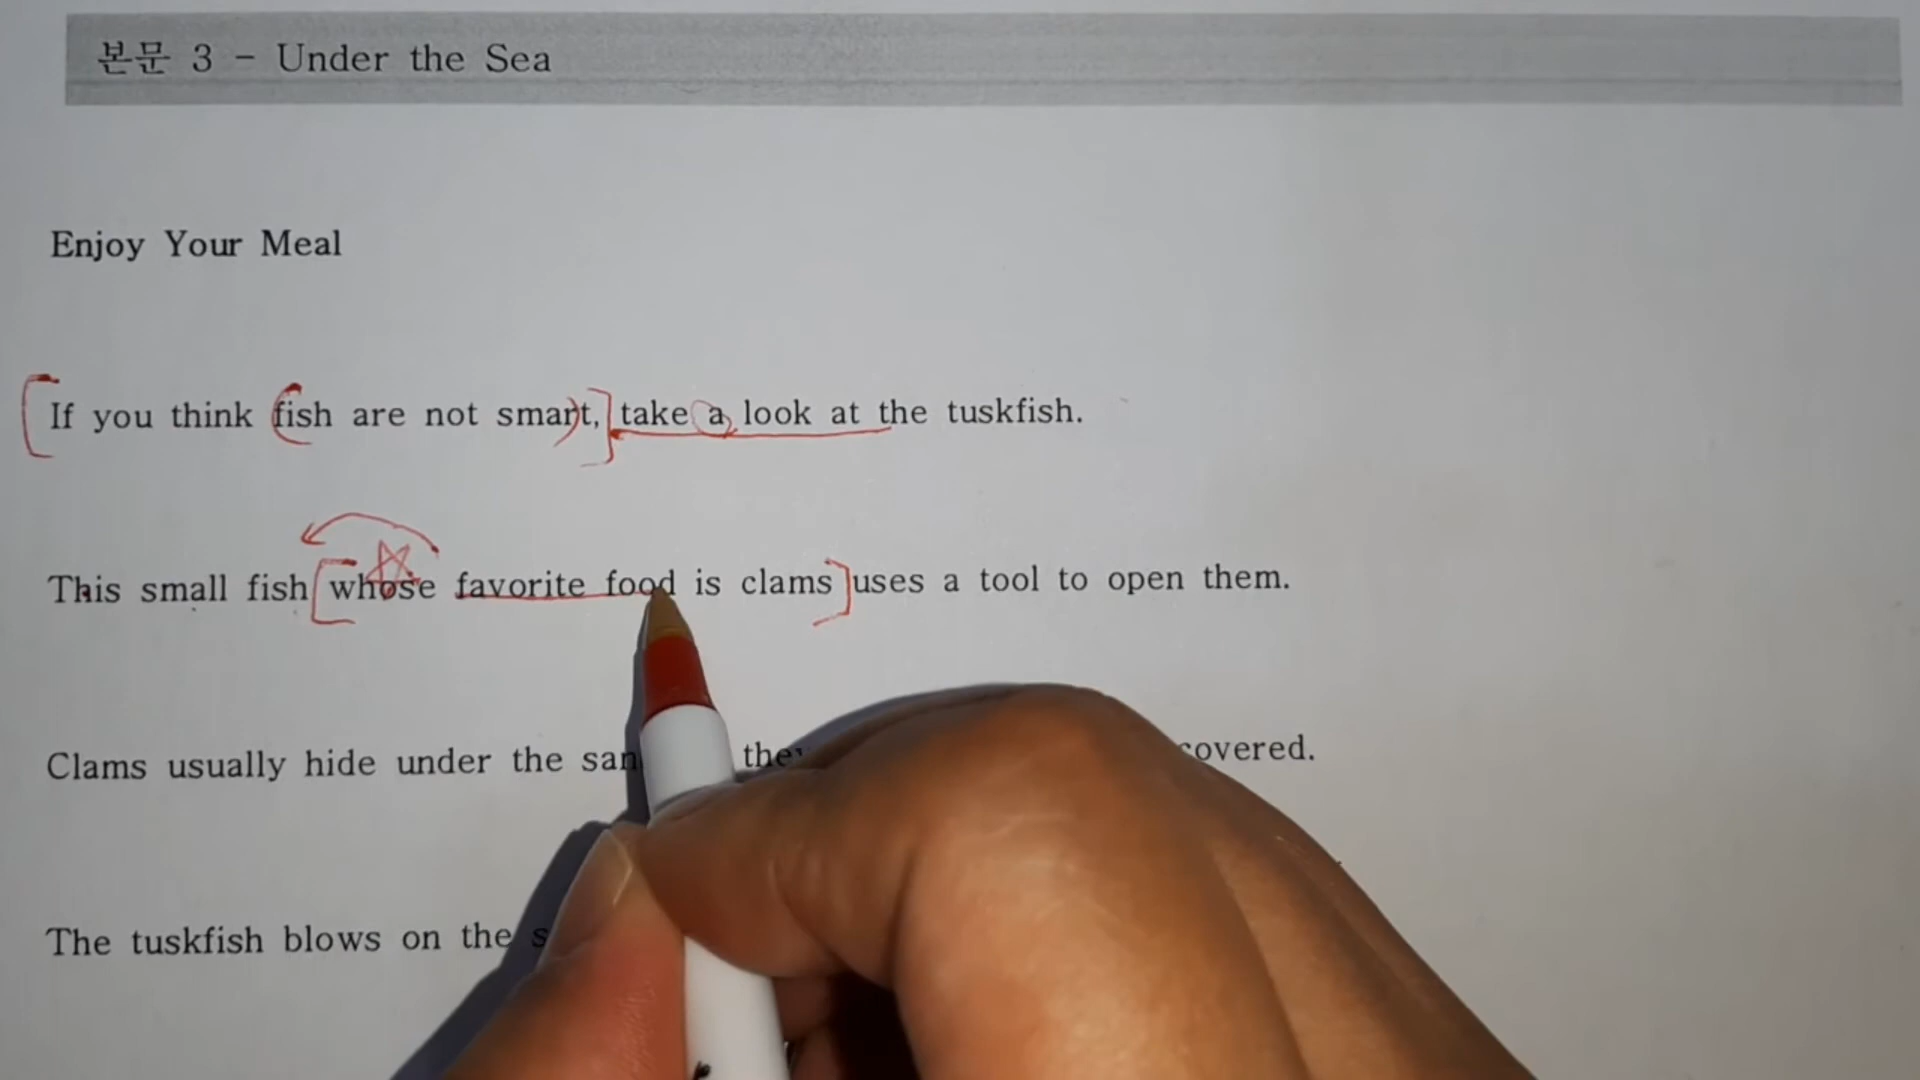 본문 3 - Under the Sea
Enjoy Your Meal
If you think fish are not smart, take a look at the tuskfish.
This small fish whose favorite food is clams uses a tool to open them.
Clams usually hide under the covered.
The tuskfish blows on the